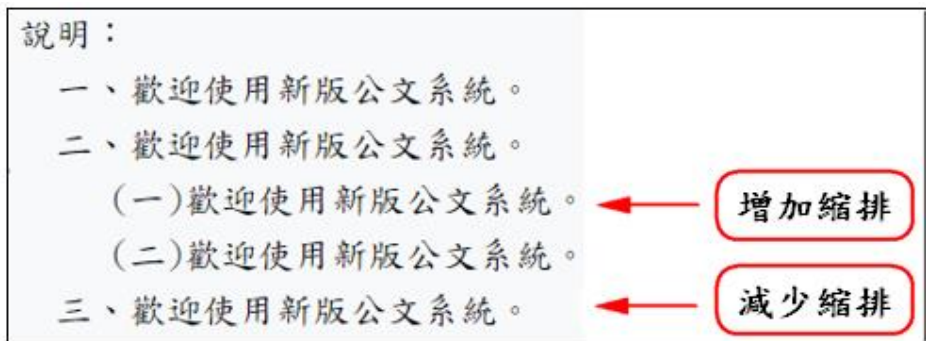 說明：
一、歡迎使用新版公文系統。
二、歡迎使用新版公文系統。
(一)歡迎使用新版公文系統。
增加縮排
(二)歡迎使用新版公文系統。
三、歡迎使用新版公文系統。
減少縮排